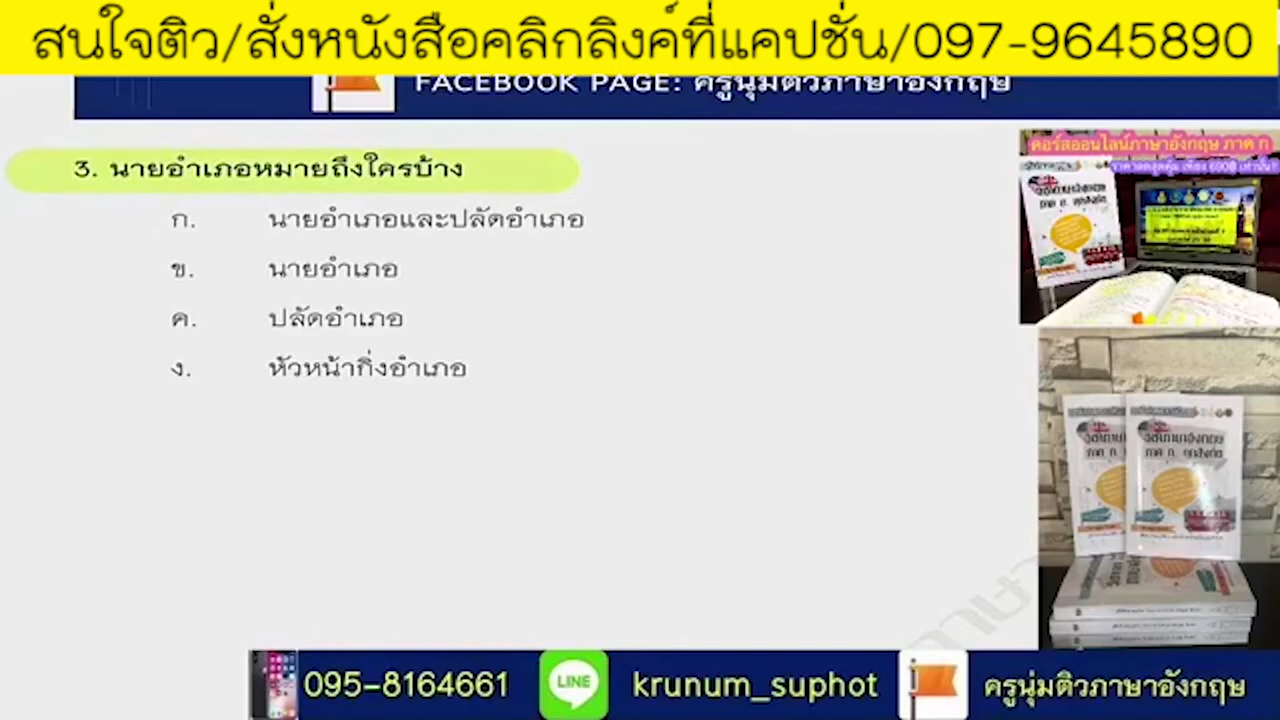 สนใจติว/สั่งหนังสือคลิกลิงค์ที่แคปชั่น/097-9645890
FACEBOOK PAGE: ครูนุ่มติวภาษาอังกฤษ
3. นายอำเภอหมายถึงใครบ้าง
ก. นายอำเภอและปลัดอำเภอ
ข. นายอำเภอ
ค. ปลัดอำเภอ
ง. หัวหน้ากิ่งอำเภอ
คอร์สออนไลน์ภาษาอังกฤษ ภาค ก
095-8164661
LINE
krunum_suphot
ครูนุ่มติวภาษาอังกฤษ